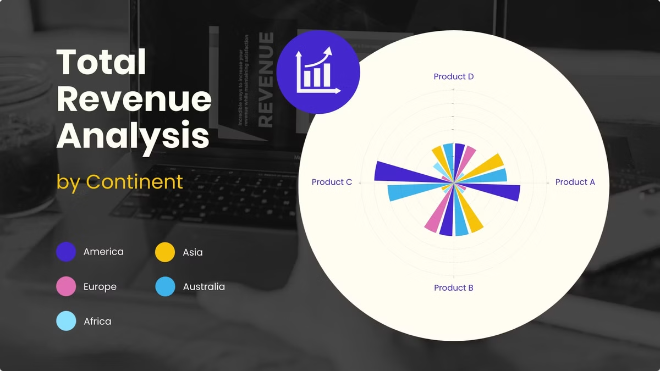 Total
Revenue
Analysis
by Continent
America
Asia
Europe
Australia
Africa
REVENUE
Product D
Product C
Product A
Product B